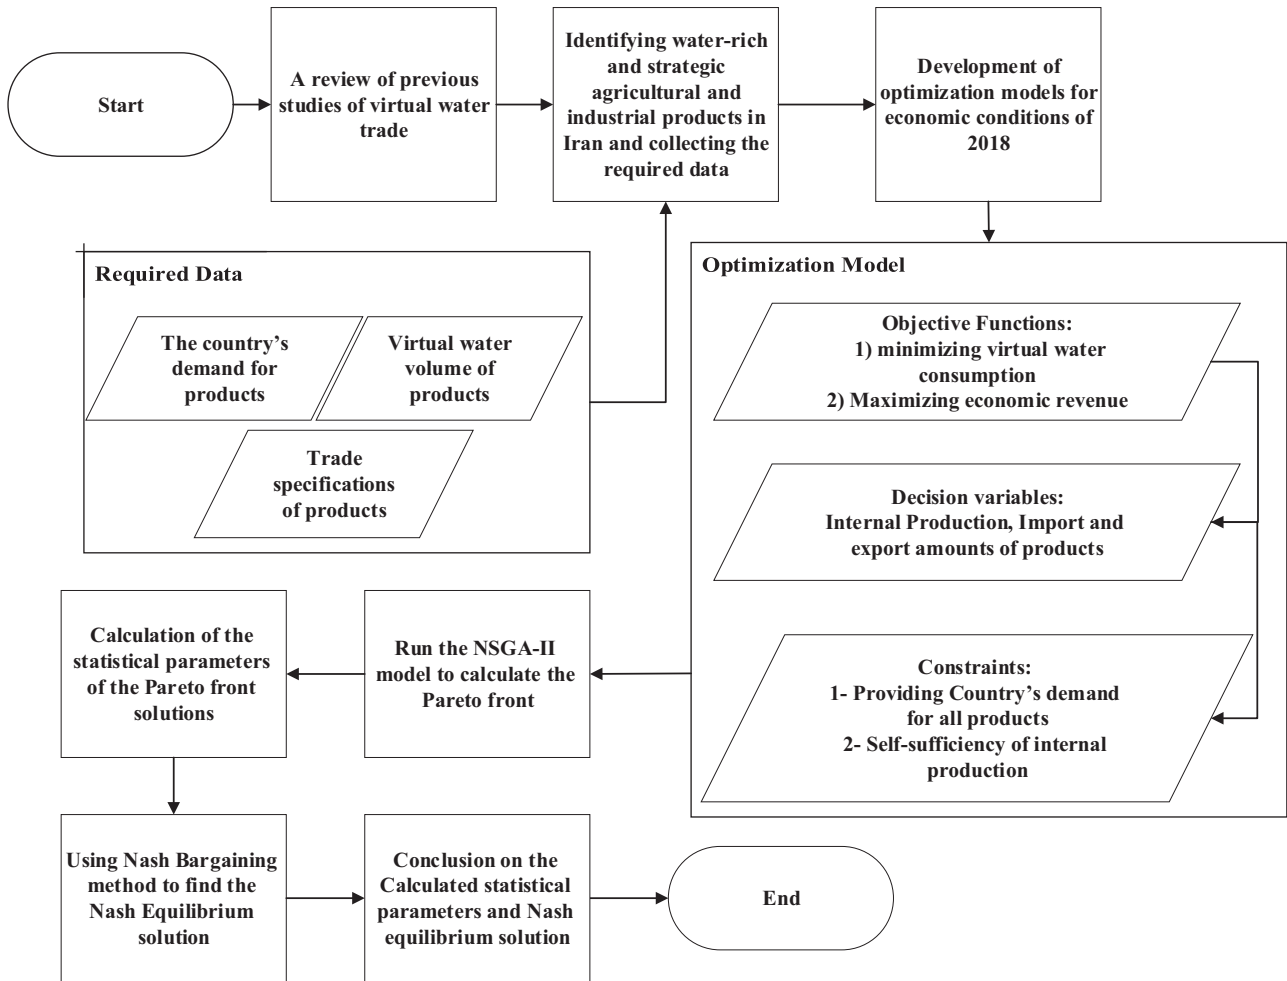 Start
A review of previous
studies of virtual water
trade
Identifying water-rich
and strategic
agricultural and
industrial products in
Iran and collecting the
required data
Development of
optimization models for
economic conditions of
2018
Required Data
The country's
demand for
products
Virtual water
volume of
products
Trade
specifications
of products
Optimization Model
Objective Functions:
1) minimizing virtual water
consumption
2) Maximizing economic revenue
Decision variables:
Internal Production, Import and
export amounts of products
Constraints:
1- Providing Country's demand
for all products
2- Self-sufficiency of internal
production
Run the NSGA-II
model to calculate the
Pareto front
Calculation of the
statistical parameters
of the Pareto front
solutions
Using Nash Bargaining
method to find the
Nash Equilibrium
solution
Conclusion on the
Calculated statistical
parameters and Nash
equilibrium solution
End